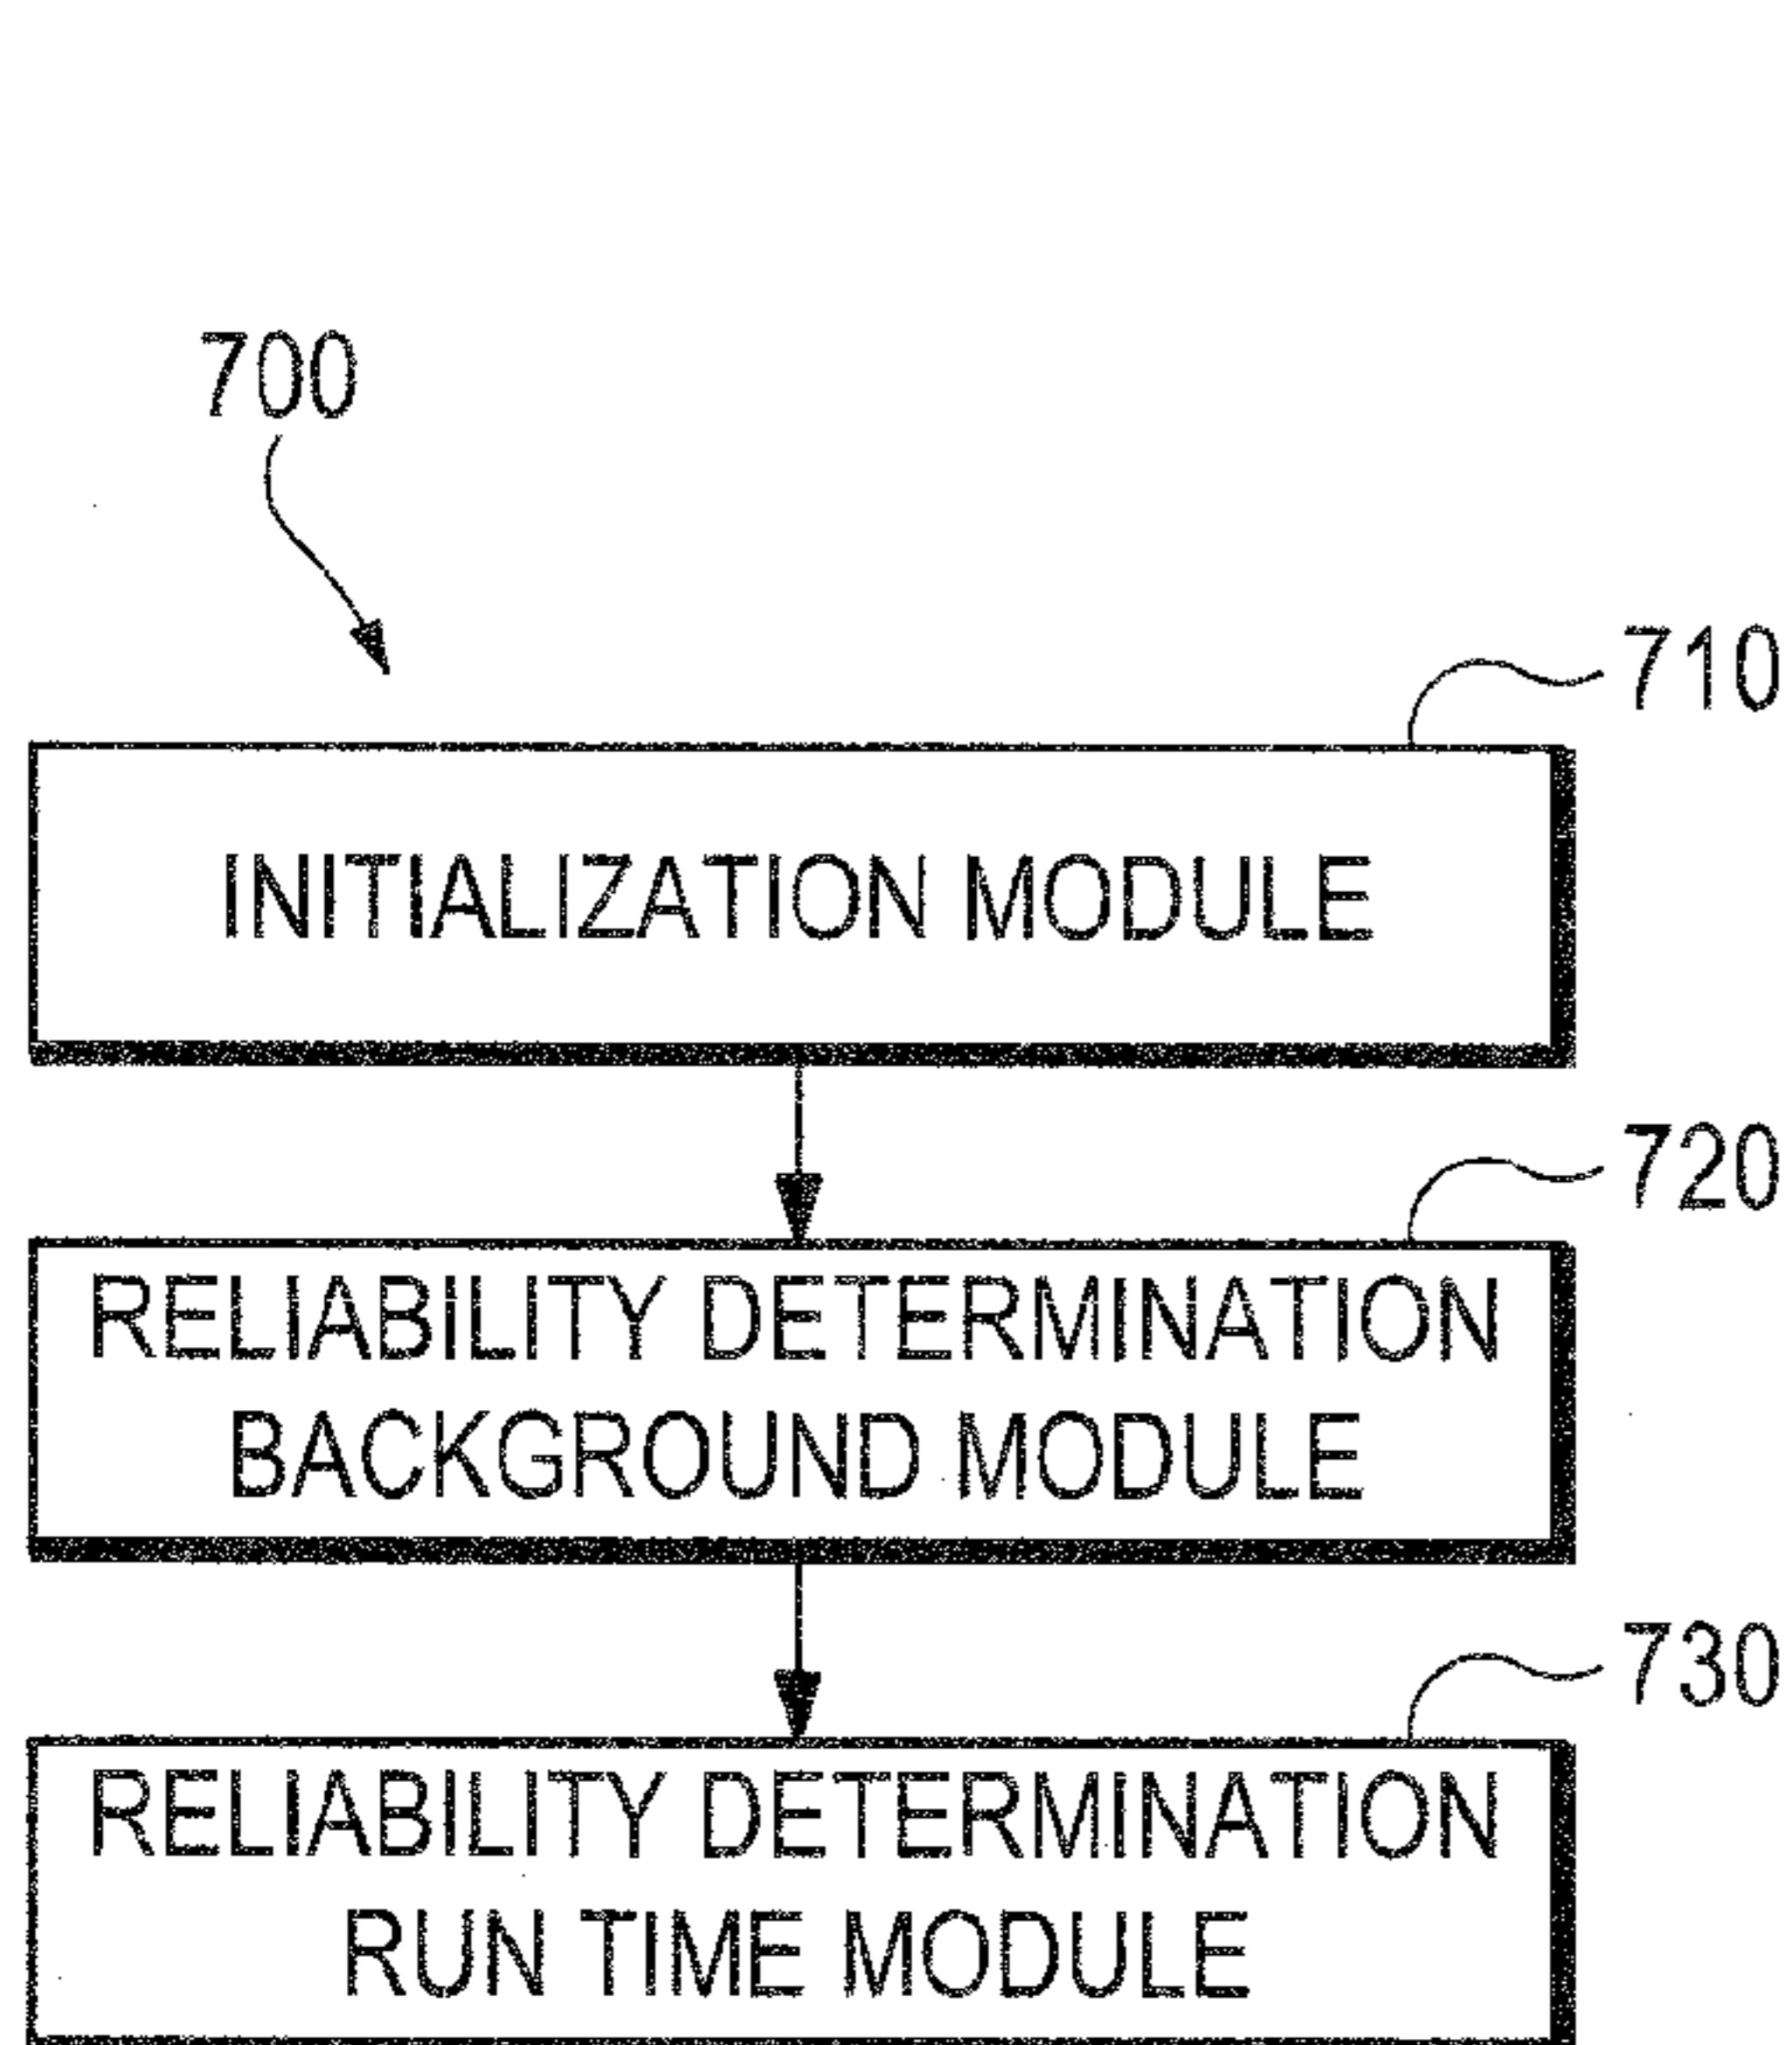 700
710
INITIALIZATION MODULE
720
RELIABILITY DETERMINATION
BACKGROUND MODULE
730
RELIABILITY DETERMINATION
RUN TIME MODULE